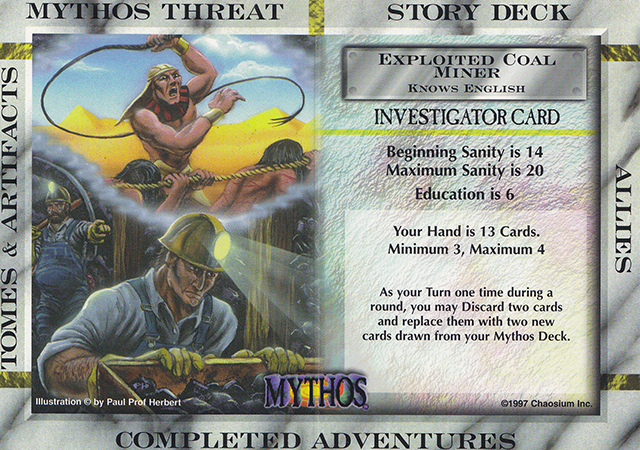 MYTHOS THREAT
STORY DECK
TOMES & ARTIFACTS
EXPLOITED COAL
MINER
KNOWS ENGLISH
INVESTIGATOR CARD
Beginning Sanity is 14
Maximum Sanity is 20
Education is 6
Your Hand is 13 Cards.
Minimum 3, Maximum 4
As your Turn one time during a
round, you may Discard two cards
and replace them with two new
cards drawn from your Mythos Deck.
ALLIES
MYTHOS
Illustration © by Paul Prof Herbert
©1997 Chaosium Inc.
COMPLETED ADVENTURES